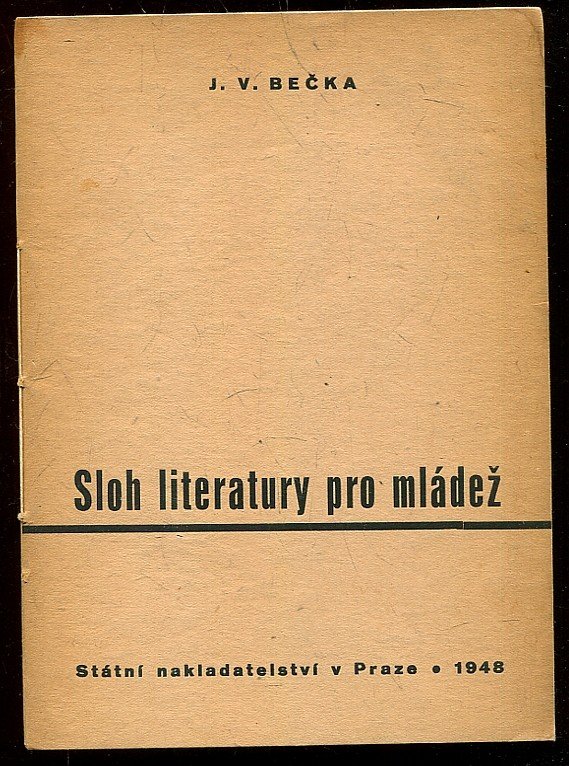 J. V. BEČKA
Sloh literatury pro mládež
Státní nakladatelství v Praze • 1948